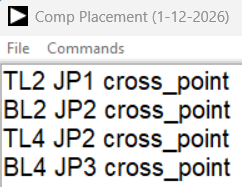 Comp Placement (1-12-2026)
File Commands
TL2 JP1 cross_point
BL2 JP2 cross_point
TL4 JP2 cross_point
BL4 JP3 cross_point